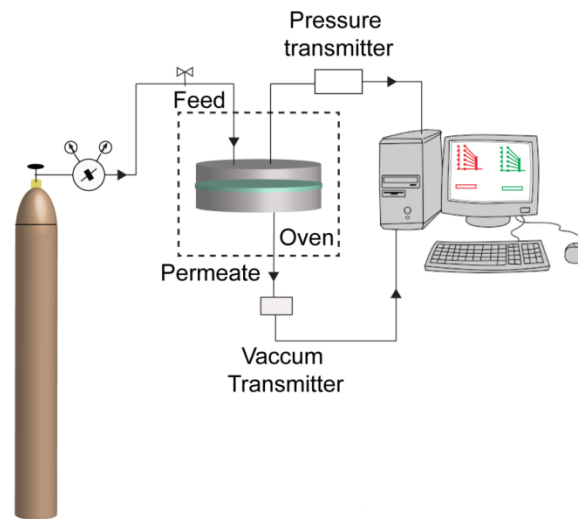 Pressure
transmitter
Feed
Oven
Permeate
Vaccum
Transmitter